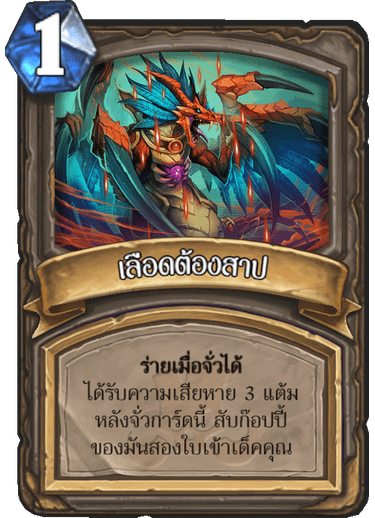 1
เลือดต้องสาป
ร่ายเมื่อจั่วได้
ได้รับความเสียหาย 3 แต้ม
หลังจั่วการ์ดนี้ สับก๊อปปี้
ของมันสองใบเข้าเด็คคุณ